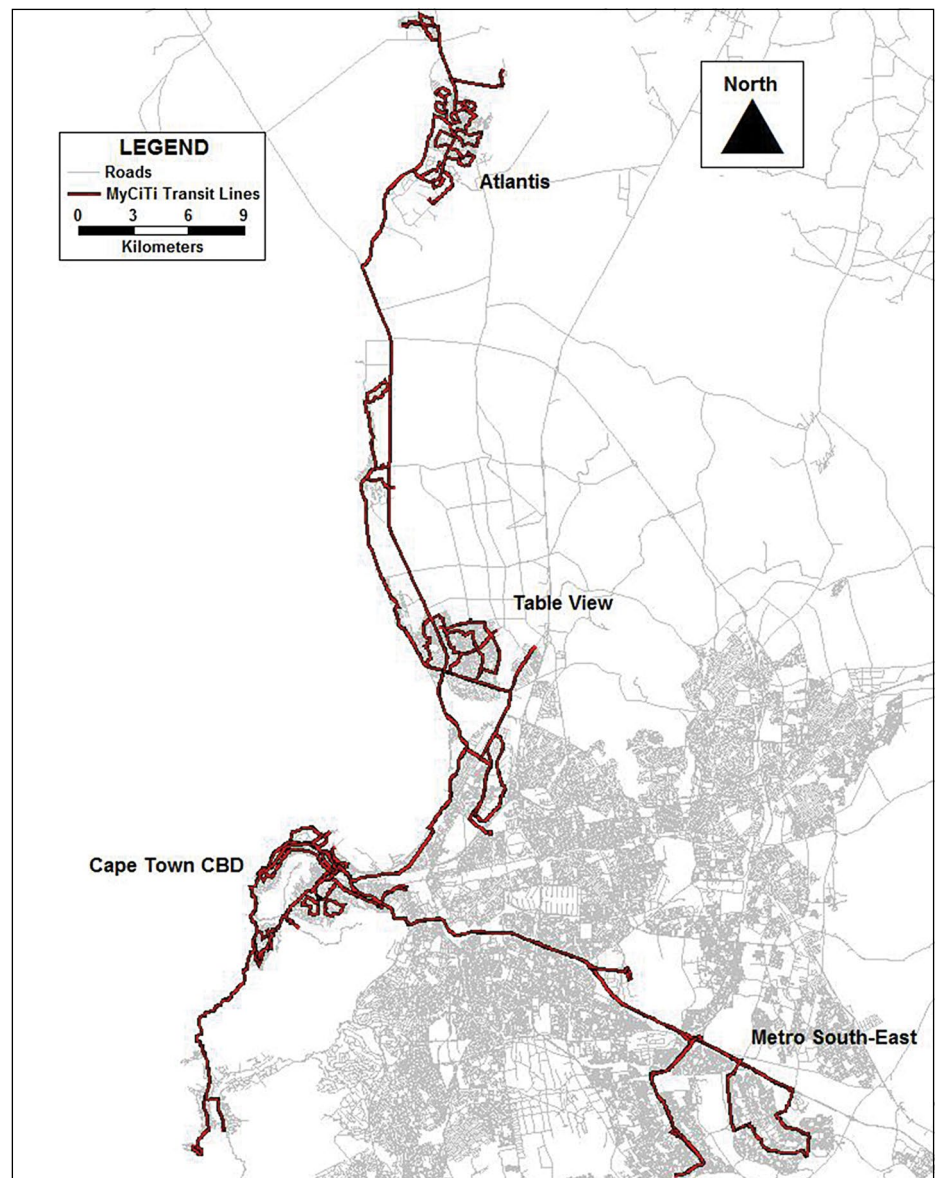 North
LEGEND
Roads
MyCiTi Transit Lines
0 3 6 9
Kilometers
Atlantis
Table View
Cape Town CBD
Metro South-East